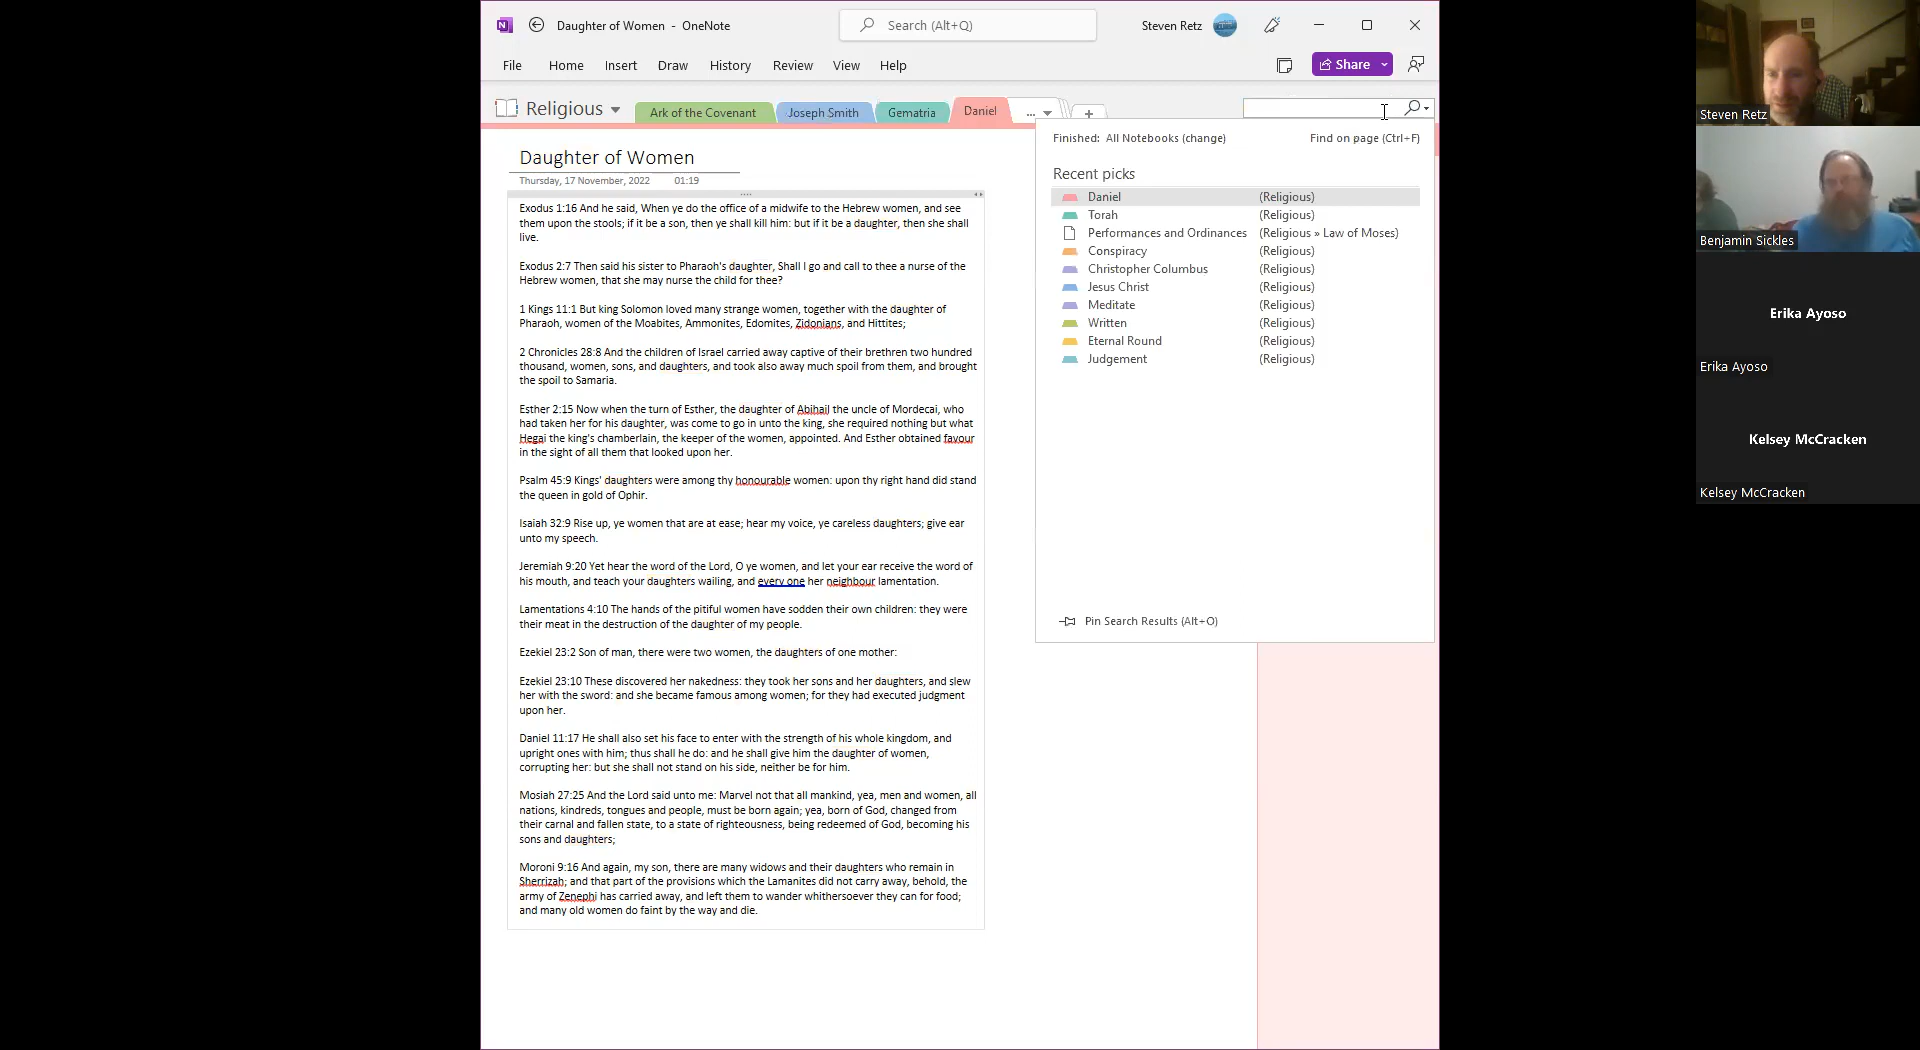 Daughter of Women - OneNote
Search (Alt+Q)
Steven Retz
File Home Insert Draw History Review View Help
Share
Religious
Ark of the Covenant
Joseph Smith
Gematria
Daniel
...
+
Daughter of Women
Thursday, 17 November, 2022 01:19
Exodus 1:16 And he said, When ye do the office of a midwife to the Hebrew women, and see
them upon the stools; if it be a son, then ye shall kill him: but if it be a daughter, then she shall
live.
Exodus 2:7 Then said his sister to Pharaoh's daughter, Shall I go and call to thee a nurse of the
Hebrew women, that she may nurse the child for thee?
1 Kings 11:1 But king Solomon loved many strange women, together with the daughter of
Pharaoh, women of the Moabites, Ammonites, Edomites, Zidonians, and Hittites;
2 Chronicles 28:8 And the children of Israel carried away captive of their brethren two hundred
thousand, women, sons, and daughters, and took also away much spoil from them, and brought
the spoil to Samaria.
Esther 2:15 Now when the turn of Esther, the daughter of Abihail the uncle of Mordecai, who
had taken her for his daughter, was come to go in unto the king, she required nothing but what
Hegai the king's chamberlain, the keeper of the women, appointed. And Esther obtained favour
in the sight of all them that looked upon her.
Psalm 45:9 Kings' daughters were among thy honourable women: upon thy right hand did stand
the queen in gold of Ophir.
Isaiah 32:9 Rise up, ye women that are at ease; hear my voice, ye careless daughters; give ear
unto my speech.
Jeremiah 9:20 Yet hear the word of the Lord, O ye women, and let your ear receive the word of
his mouth, and teach your daughters wailing, and every one her neighbour lamentation.
Lamentations 4:10 The hands of the pitiful women have sodden their own children: they were
their meat in the destruction of the daughter of my people.
Ezekiel 23:2 Son of man, there were two women, the daughters of one mother:
Ezekiel 23:10 These discovered her nakedness: they took her sons and her daughters, and slew
her with the sword: and she became famous among women; for they had executed judgment
upon her.
Daniel 11:17 He shall also set his face to enter with the strength of his whole kingdom, and
upright ones with him; thus shall he do: and he shall give him the daughter of women,
corrupting her: but she shall not stand on his side, neither be for him.
Mosiah 27:25 And the Lord said unto me: Marvel not that all mankind, yea, men and women, all
nations, kindreds, tongues and people, must be born again; yea, born of God, changed from
their carnal and fallen state, to a state of righteousness, being redeemed of God, becoming his
sons and daughters;
Moroni 9:16 And again, my son, there are many widows and their daughters who remain in
Sherrizah; and that part of the provisions which the Lamanites did not carry away, behold, the
army of Zenephi has carried away, and left them to wander whithersoever they can for food;
and many old women do faint by the way and die.
Finished: All Notebooks (change) Find on page (Ctrl+F)
Recent picks
Daniel (Religious)
Torah (Religious)
Performances and Ordinances (Religious » Law of Moses)
Conspiracy (Religious)
Christopher Columbus (Religious)
Jesus Christ (Religious)
Meditate (Religious)
Written (Religious)
Eternal Round (Religious)
Judgement (Religious)
Pin Search Results (Alt+O)
Steven Retz
Benjamin Sickles
Erika Ayoso
Erika Ayoso
Kelsey McCracken
Kelsey McCracken